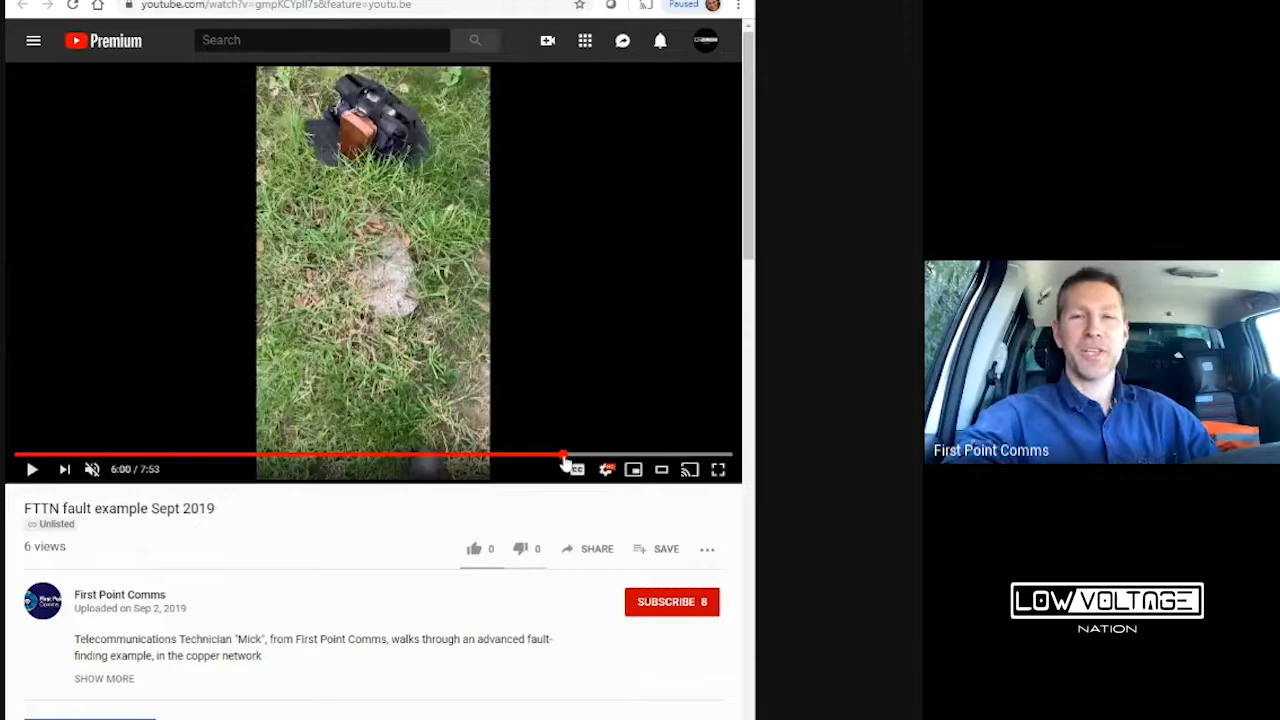 youtube.com/watch?v=gmpKCYpIl7s&feature=youtu.be
Paused
Premium
Search
6:00 / 7:53
CC
HD
FTTN fault example Sept 2019
Unlisted
6 views
0
0
SHARE
SAVE
First Point Comms
Uploaded on Sep 2, 2019
SUBSCRIBE 8
Telecommunications Technician "Mick", from First Point Comms, walks through an advanced fault-
finding example, in the copper network
SHOW MORE
First Point Comms
LOW/VOLTAGE
NATION